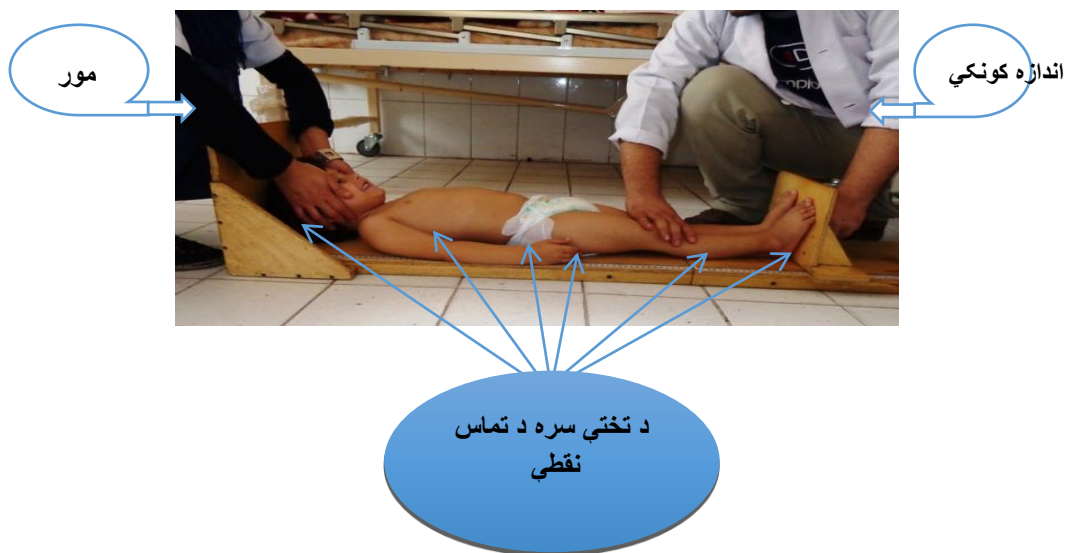 مور
اندازه کونکي
د تختې سره د تماس
نقطې